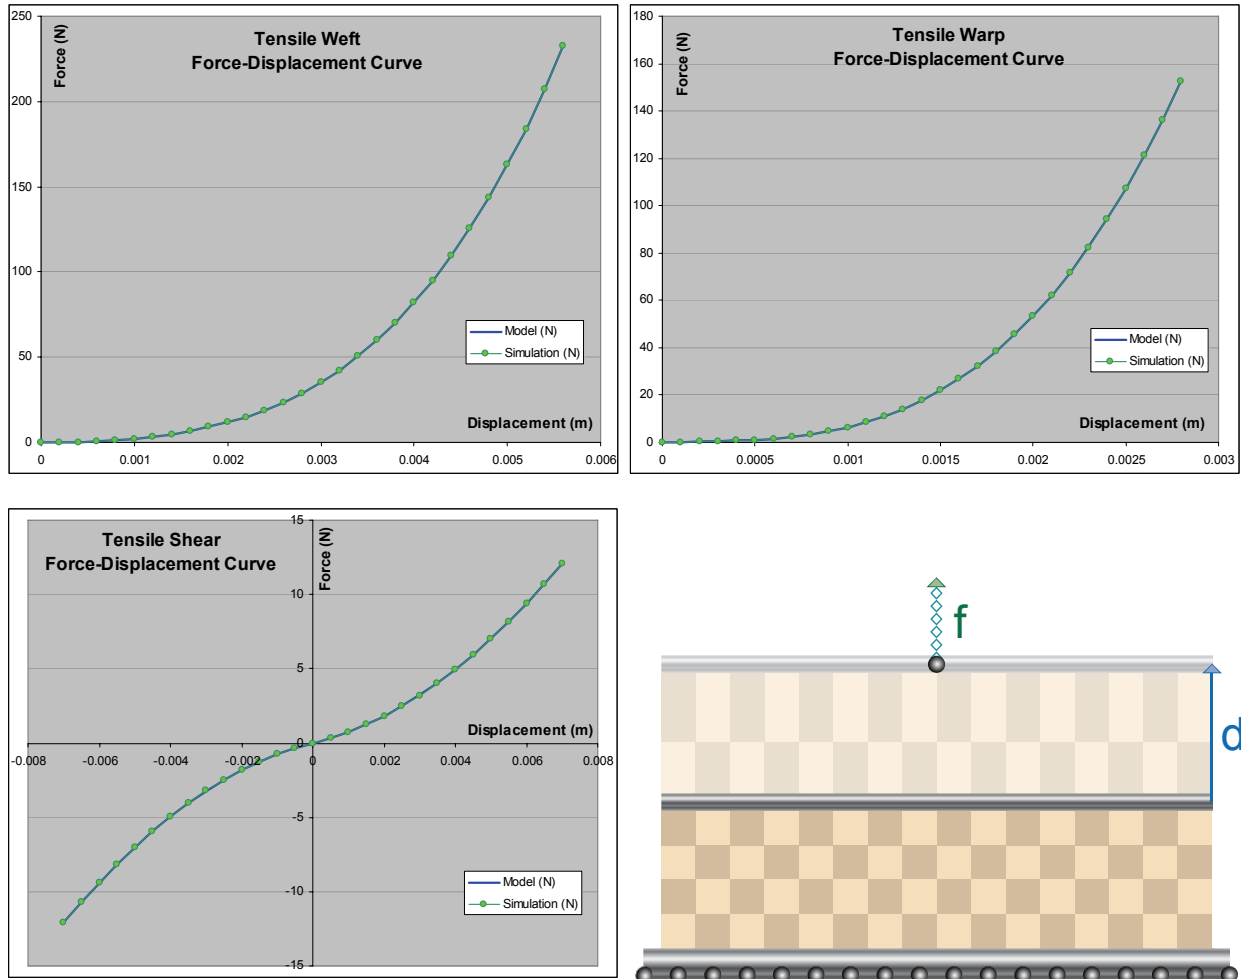 Tensile Weft
Force-Displacement Curve
Force (N)
250
200
150
100
50
0
Model (N)
Simulation (N)
Displacement (m)
0 0.001 0.002 0.003 0.004 0.005 0.006
Tensile Warp
Force-Displacement Curve
Force (N)
180
160
140
120
100
80
60
40
20
0
Model (N)
Simulation (N)
Displacement (m)
0 0.0005 0.001 0.0015 0.002 0.0025 0.003
Tensile Shear
Force-Displacement Curve
Force (N)
15
10
5
0
-5
-10
-15
Displacement (m)
-0.008 -0.006 -0.004 -0.002 0 0.002 0.004 0.006 0.008
Model (N)
Simulation (N)
f
d